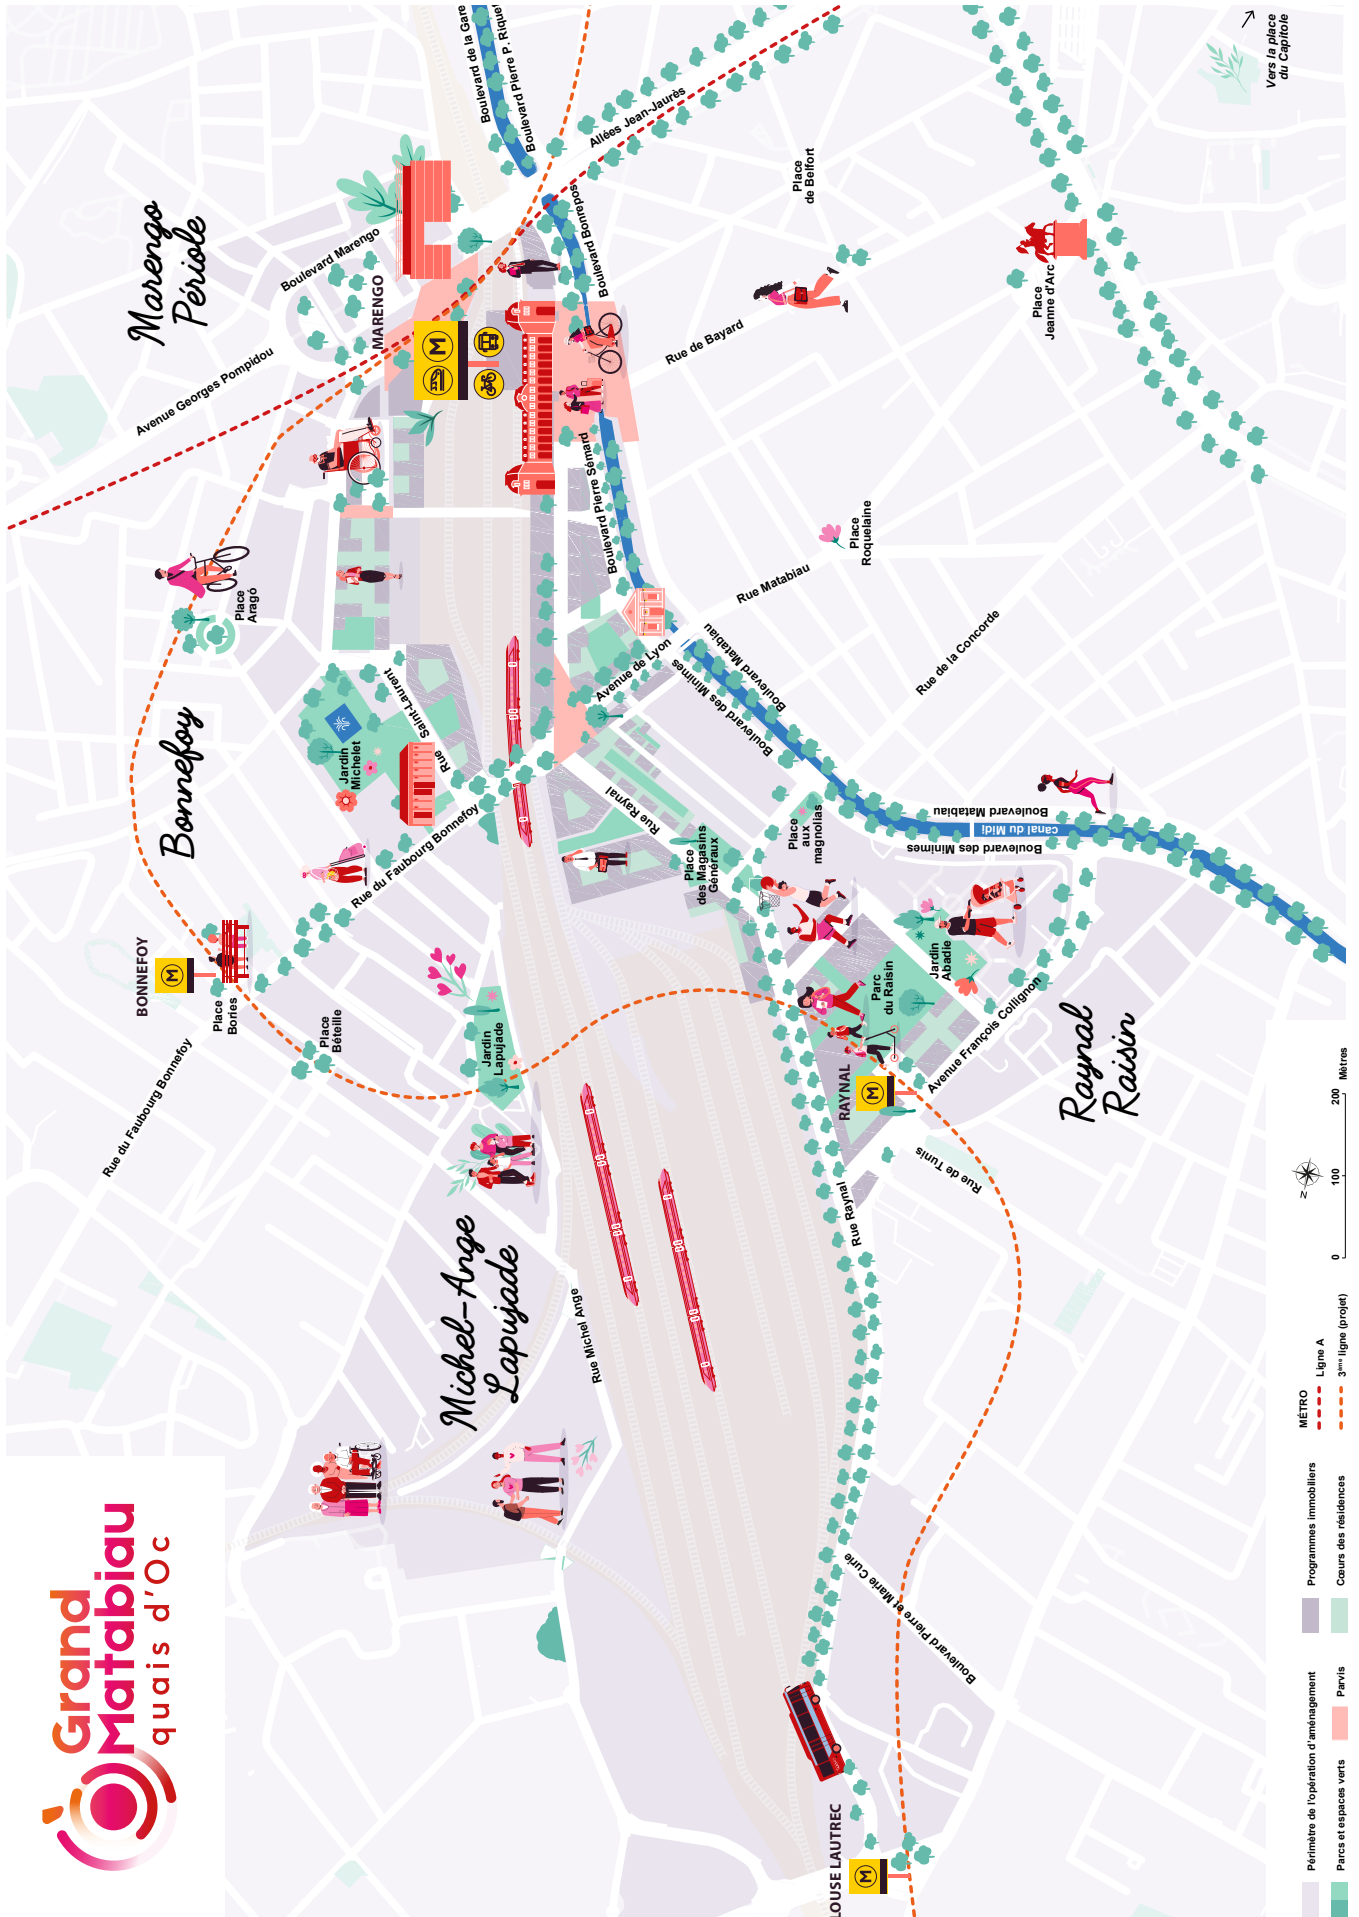 Grand
Matabiau
quais d'Oc
Marengo
Périole
Bonnefoy
Michel-Ange
Lapujade
Raynal
Raisin
Boulevard de la Gare
Boulevard Pierre P. Riquet
Allées Jean-Jaurès
Vers la place
du Capitole
Place
de Belfort
Boulevard Bonrepos
Boulevard Marengo
MARENGO
M
Avenue Georges Pompidou
Place
Jeanne d'Arc
Rue de Bayard
Boulevard Pierre Sémard
Place
Roquelaine
Rue Matabiau
Place
Aragó
Avenue de Lyon
Boulevard Matabiau
Boulevard des Minimes
Rue de la Concorde
Rue
Saint-Laurent
Jardin
Michelet
Rue du Faubourg Bonnefoy
Rue Raynal
Place
des Magasins
Généraux
Place
aux
magnolias
Boulevard Matabiau
canal du Midi
Boulevard des Minimes
BONNEFOY
M
Place
Bories
Place
Béteille
Rue du Faubourg Bonnefoy
Jardin
Lapujade
Parc
du Raisin
Jardin
Abadie
Avenue François Collignon
RAYNAL
M
Rue de Tunis
Rue Raynal
Rue Michel Ange
Boulevard Pierre et Marie Curie
LOUSE LAUTREC
M
Périmètre de l'opération d'aménagement
Parcs et espaces verts
Parvis
Programmes immobiliers
Cœurs des résidences
MÉTRO
Ligne A
3ème ligne (projet)
N
0 100 200
Mètres